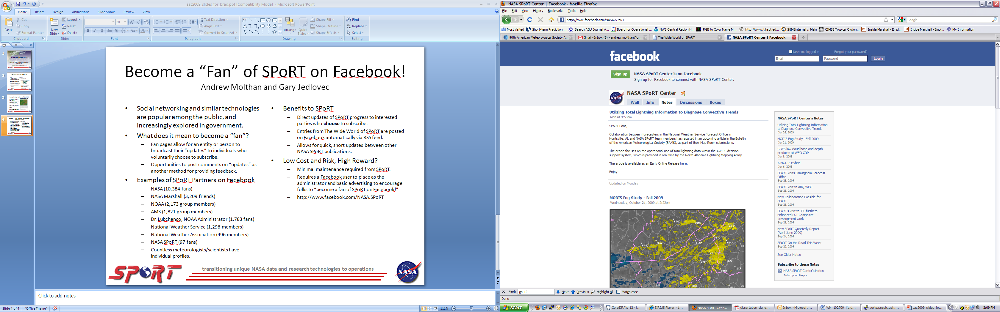 sac2009_slides_for_brad.ppt [Compatibility Mode] - Microsoft PowerPoint
Home Insert Design Animations Slide Show Review View
Paste
Cut
Copy
Format Painter
Clipboard
New Slide
Layout
Reset
Delete
Slides
20
Font
Paragraph
Text Direction
Align Text
Convert to SmartArt
Arrange
Quick Styles
Shape Fill
Shape Outline
Shape Effects
Drawing
Find
Replace
Select
Editing
1
2
3
4
Become a “Fan” of SPoRT on Facebook!
Andrew Molthan and Gary Jedlovec
• Social networking and similar technologies
are popular among the public, and
increasingly explored in government.
• What does it mean to become a “fan”?
– Fan pages allow for an entity or person to
broadcast their “updates” to individuals who
voluntarily choose to subscribe.
– Opportunities to post comments on “updates” as
another method for providing feedback.
• Examples of SPoRT Partners on Facebook
– NASA (10,384 fans)
– NASA Marshall (3,209 friends)
– NOAA (2,173 group members)
– AMS (1,821 group members)
– Dr. Lubchenco, NOAA Administrator (1,783 fans)
– National Weather Service (1,296 members)
– National Weather Association (496 members)
– NASA SPoRT (97 fans)
– Countless meteorologists/scientists have
individual profiles.
• Benefits to SPoRT
– Direct updates of SPoRT progress to interested
parties who choose to subscribe.
– Entries from The Wide World of SPoRT are posted
on Facebook automatically via RSS feed.
– Allows for quick, short updates between other
NASA SPoRT publications.
• Low Cost and Risk, High Reward?
– Minimal maintenance required from SPoRT.
– Requires a Facebook user to place as the
administrator and basic advertising to encourage
folks to “become a fan of SPoRT on Facebook!”
– http://www.facebook.com/NASA.SPoRT
SPORT
transitioning unique NASA data and research technologies to operations
NASA
Click to add notes
Slide 4 of 4 "Office Theme" 111%
NASA SPoRT Center | Facebook - Mozilla Firefox
File Edit View History Bookmarks Tools Help
http://www.facebook.com/NASA.SPoRT
Google
Most Visited Short-term Prediction ... Search AGU Journal A... Board for Operational ... NWS Central Region H... RGB to Color Name M... http://www.tjhsst.ed... S&MSinternal :: Main CIMSS Tropical Cyclon... Inside Marshall - Empl... Inside Marshall - Empl... My Information
90th American Meteorological Society A... Gmail - Inbox (5) - andrew.molthan@g... The Wide World of SPoRT NASA SPoRT Center | Facebook
facebook
Keep me logged in Forgot your password?
Email Password Login
Sign Up
NASA SPoRT Center is on Facebook
Sign up for Facebook to connect with NASA SPoRT Center.
NASA
NASA SPoRT Center
Wall Info Notes Discussions Boxes
Utilizing Total Lightning Information to Diagnose Convective Trends
Mon at 9:58am
SPoRT Fans,
Collaboration between forecasters in the National Weather Service Forecast Office in
Huntsville, AL and NASA SPoRT team members has resulted in an upcoming article in the Bulletin
of the American Meteorological Society (BAMS), as part of their Map Room submissions.
The article focuses on the operational use of total lightning data within the AWIPS decision
support system, which is provided in real time by the North Alabama Lightning Mapping Array.
The article is available as an Early Online Release here.
Enjoy!
Updated on Monday
MODIS Fog Study - Fall 2009
Wednesday, October 21, 2009 at 2:22pm
KJKL
KSME
KLOZ
KMKJ
NASA SPoRT Center's Notes
Utilizing Total Lightning Information
to Diagnose Convective Trends
Oct 26, 2009
MODIS Fog Study - Fall 2009
Oct 21, 2009
GOES low cloud base and depth
products at WFO CRP
Oct 8, 2009
A MODIS Hybrid
Oct 6, 2009
SPoRT Visits Birmingham Forecast
Office
Sep 29, 2009
SPoRT Visit to ABQ WFO
Sep 28, 2009
New Collaboration Possible for
SPoRT
Sep 26, 2009
SPoRT's visit to JPL furthers
Enhanced SST Composite
development work
Sep 26, 2009
New SPoRT Quarterly Report
(April-June 2009)
Sep 24, 2009
SPoRT On the Road This Week
Sep 22, 2009
See Older Notes
Subscribe to these Notes
NASA SPoRT Center's Notes
Subscription Help »
Find: gs-12 Next Previous Highlight all Match case
Done
start CorelDRAW 12 - [... SIRIUS Player - 1... NASA SPoRT Cent... dissertation_signe... Inbox - Microsoft ... WN_102709_jfs.d... vortex.nsstc.uah.... sac2009_slides_fo... 2:09 PM